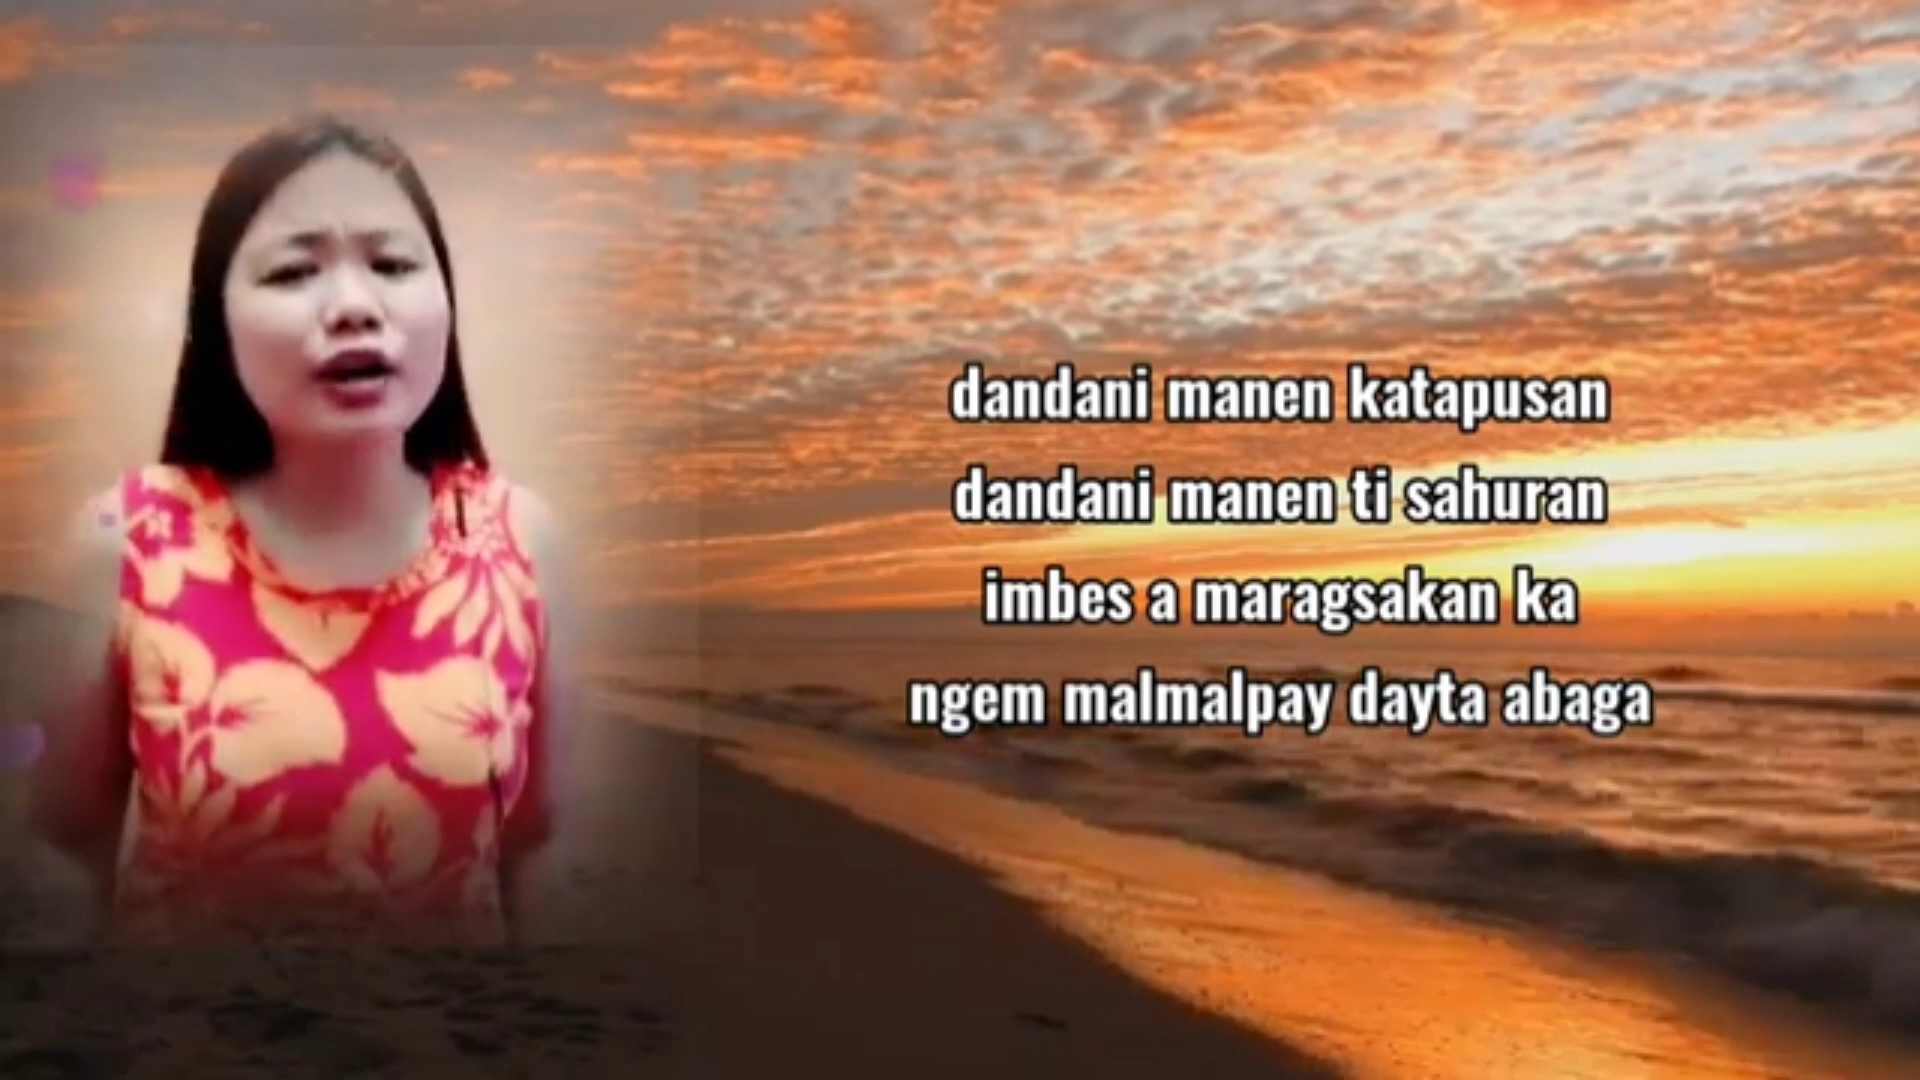 dandani manen katapusan
dandani manen ti sahuran
imbes a maragsakan ka
ngem malmalpay dayta abaga